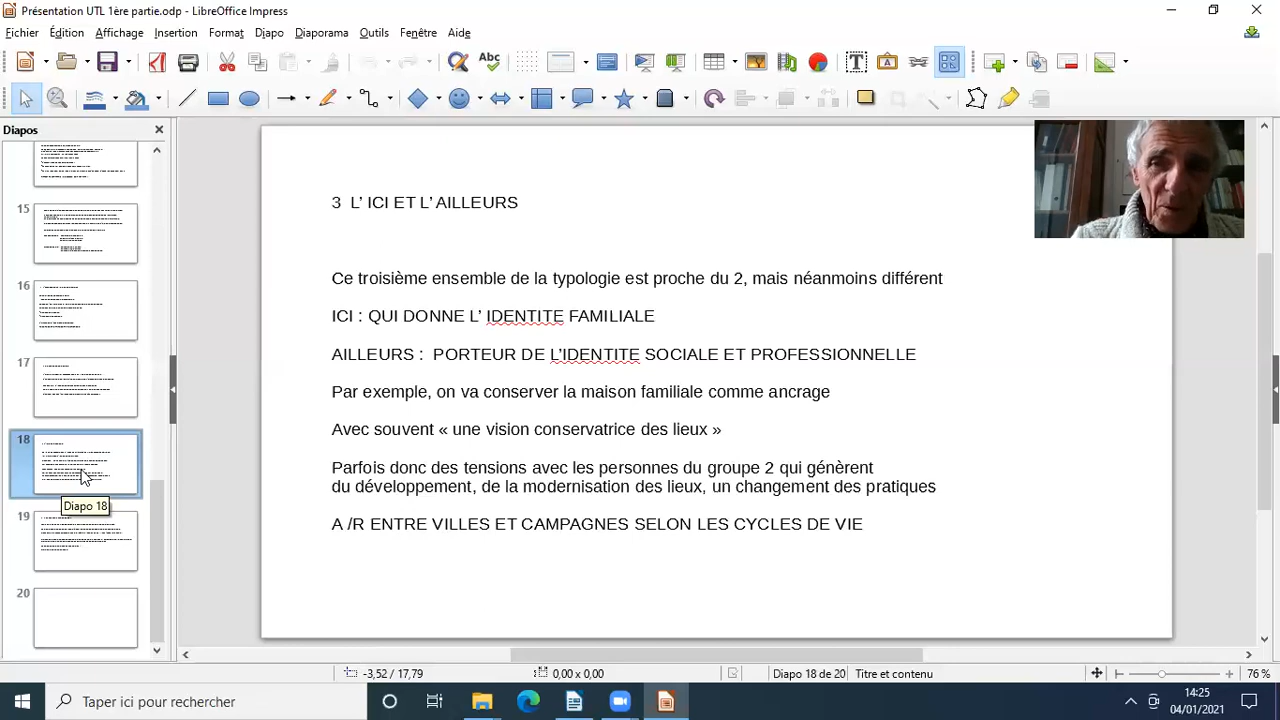 Présentation UTL 1ère partie.odp - LibreOffice Impress
Fichier Édition Affichage Insertion Format Diapo Diaporama Outils Fenêtre Aide
Abc
Diapos
15
16
17
18
Diapo 18
19
20
3 L’ ICI ET L’ AILLEURS
Ce troisième ensemble de la typologie est proche du 2, mais néanmoins différent
ICI : QUI DONNE L’ IDENTITE FAMILIALE
AILLEURS : PORTEUR DE L’IDENTITE SOCIALE ET PROFESSIONNELLE
Par exemple, on va conserver la maison familiale comme ancrage
Avec souvent « une vision conservatrice des lieux »
Parfois donc des tensions avec les personnes du groupe 2 qui génèrent
du développement, de la modernisation des lieux, un changement des pratiques
A /R ENTRE VILLES ET CAMPAGNES SELON LES CYCLES DE VIE
-3,52 / 17,79 0,00 x 0,00 Diapo 18 de 20 Titre et contenu 76 %
Taper ici pour rechercher
14:25
04/01/2021